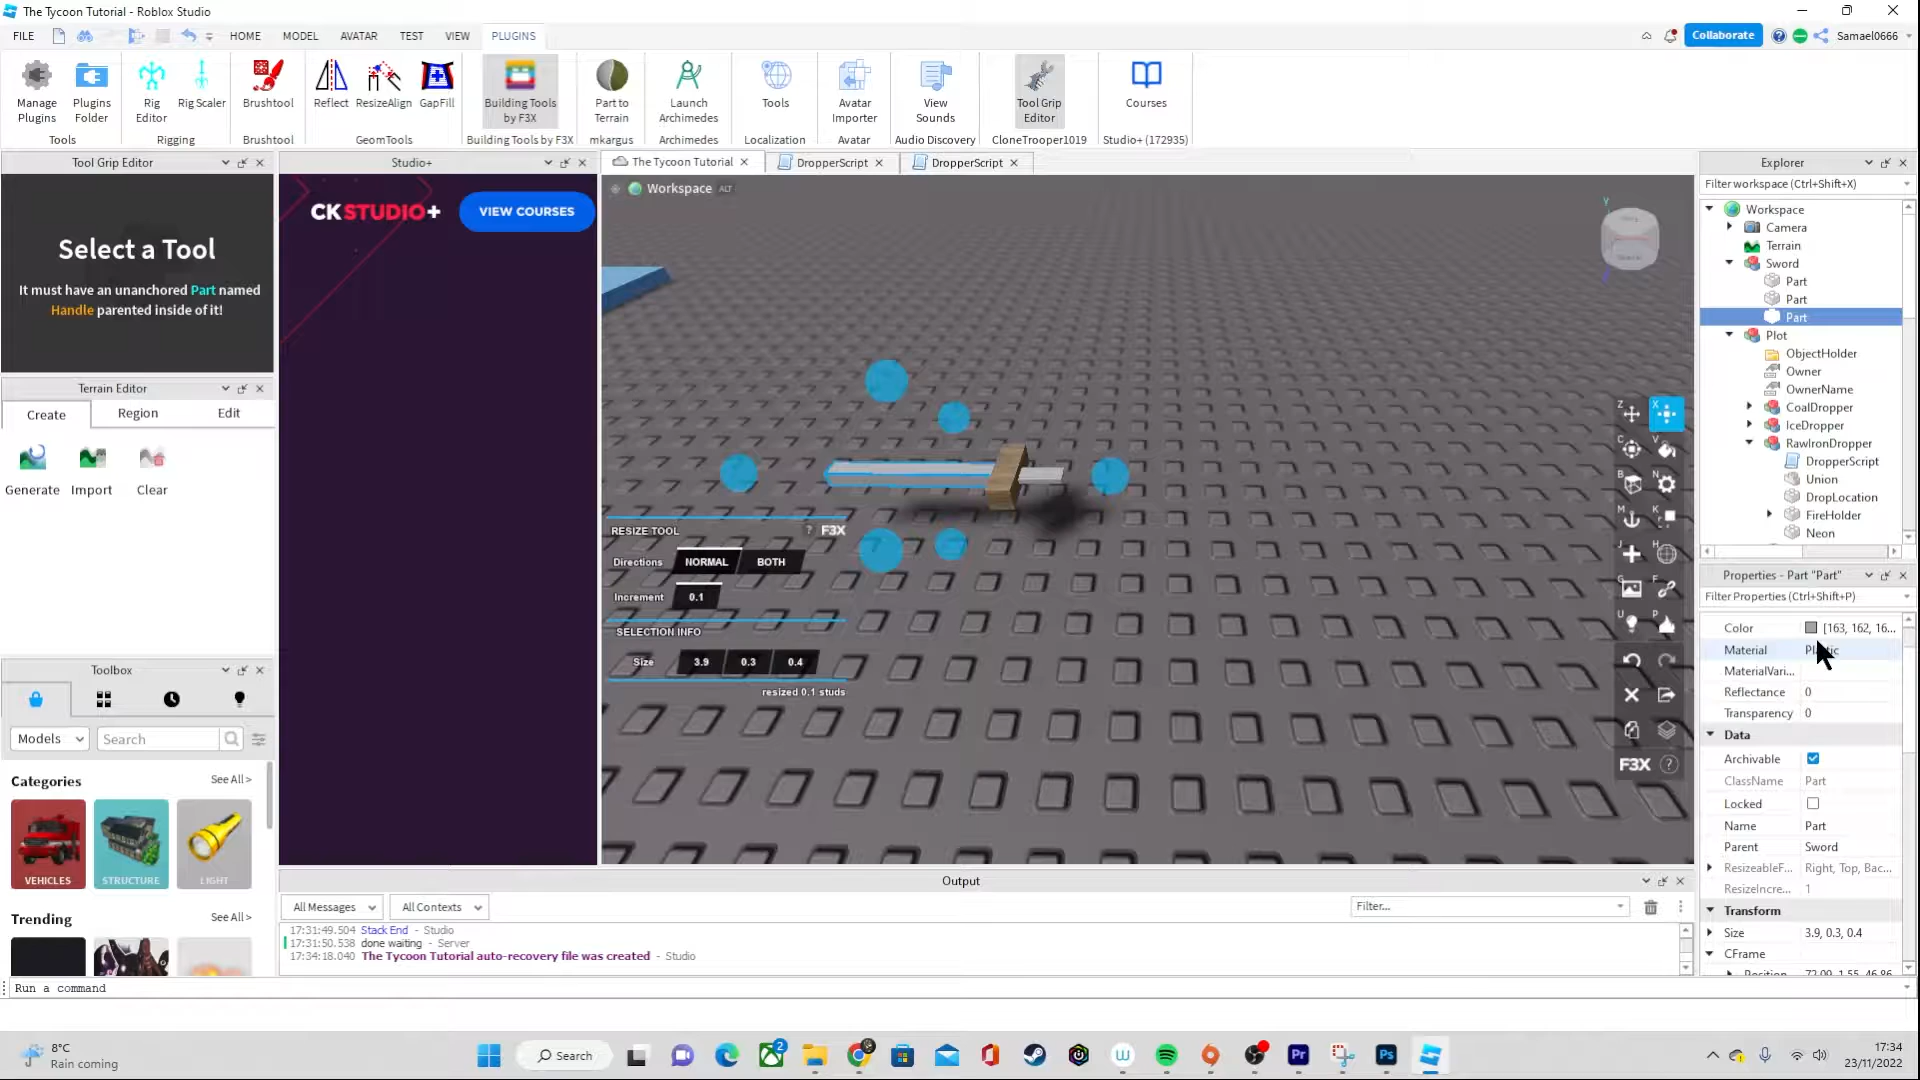 The Tycoon Tutorial - Roblox Studio
FILE
HOME
MODEL
AVATAR
TEST
VIEW
PLUGINS
Collaborate
Samael0666
Manage Plugins
Plugins Folder
Rig Editor
Rig Scaler
Brushtool
Reflect
ResizeAlign
GapFill
Building Tools by F3X
Part to Terrain
Launch Archimedes
Tools
Avatar Importer
View Sounds
Tool Grip Editor
Courses
Tools
Rigging
Brushtool
GeomTools
Building Tools by F3X
mkargus
Archimedes
Localization
Avatar
Audio Discovery
CloneTrooper1019
Studio+ (172935)
Tool Grip Editor
Select a Tool
It must have an unanchored Part named
Handle parented inside of it!
Terrain Editor
Create
Region
Edit
Generate
Import
Clear
Toolbox
Models
Search
Categories
See All >
VEHICLES
STRUCTURE
LIGHT
Trending
See All >
Studio+
CKSTUDIO+
VIEW COURSES
The Tycoon Tutorial
DropperScript
DropperScript
Workspace
ALT
Y
RESIZE TOOL
? F3X
Directions
NORMAL
BOTH
Increment
0.1
SELECTION INFO
Size
3.9
0.3
0.4
resized 0.1 studs
Z
X
C
V
B
N
M
K
J
H
G
F
U
P
F3X
?
Output
All Messages
All Contexts
Filter...
17:31:49.504 Stack End - Studio
17:31:50.538 done waiting - Server
17:34:18.040 The Tycoon Tutorial auto-recovery file was created - Studio
Explorer
Filter workspace (Ctrl+Shift+X)
Workspace
Camera
Terrain
Sword
Part
Part
Part
Plot
ObjectHolder
Owner
OwnerName
CoalDropper
IceDropper
RawIronDropper
DropperScript
Union
DropLocation
FireHolder
Neon
Properties - Part "Part"
Filter Properties (Ctrl+Shift+P)
Color [163, 162, 16...
Material
MaterialVari...
Reflectance 0
Transparency 0
Data
Archivable
ClassName Part
Locked
Name Part
Parent Sword
ResizeableF... Right, Top, Bac...
ResizeIncre... 1
Transform
Size 3.9, 0.3, 0.4
CFrame
Run a command
8°C
Rain coming
Search
2
17:34
23/11/2022